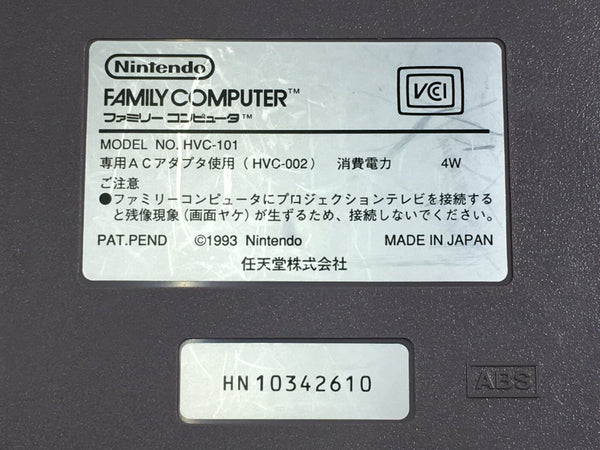 Nintendo
FAMILY COMPUTER™
ファミリー コンピュータ™
VCCI
MODEL NO. HVC-101
専用ACアダプタ使用(HVC-002) 消費電力 4W
ご注意
●ファミリーコンピュータにプロジェクションテレビを接続する
と残像現象(画面ヤケ)が生ずるため、接続しないでください。
PAT.PEND ©1993 Nintendo MADE IN JAPAN
任天堂株式会社
HN10342610
ABS